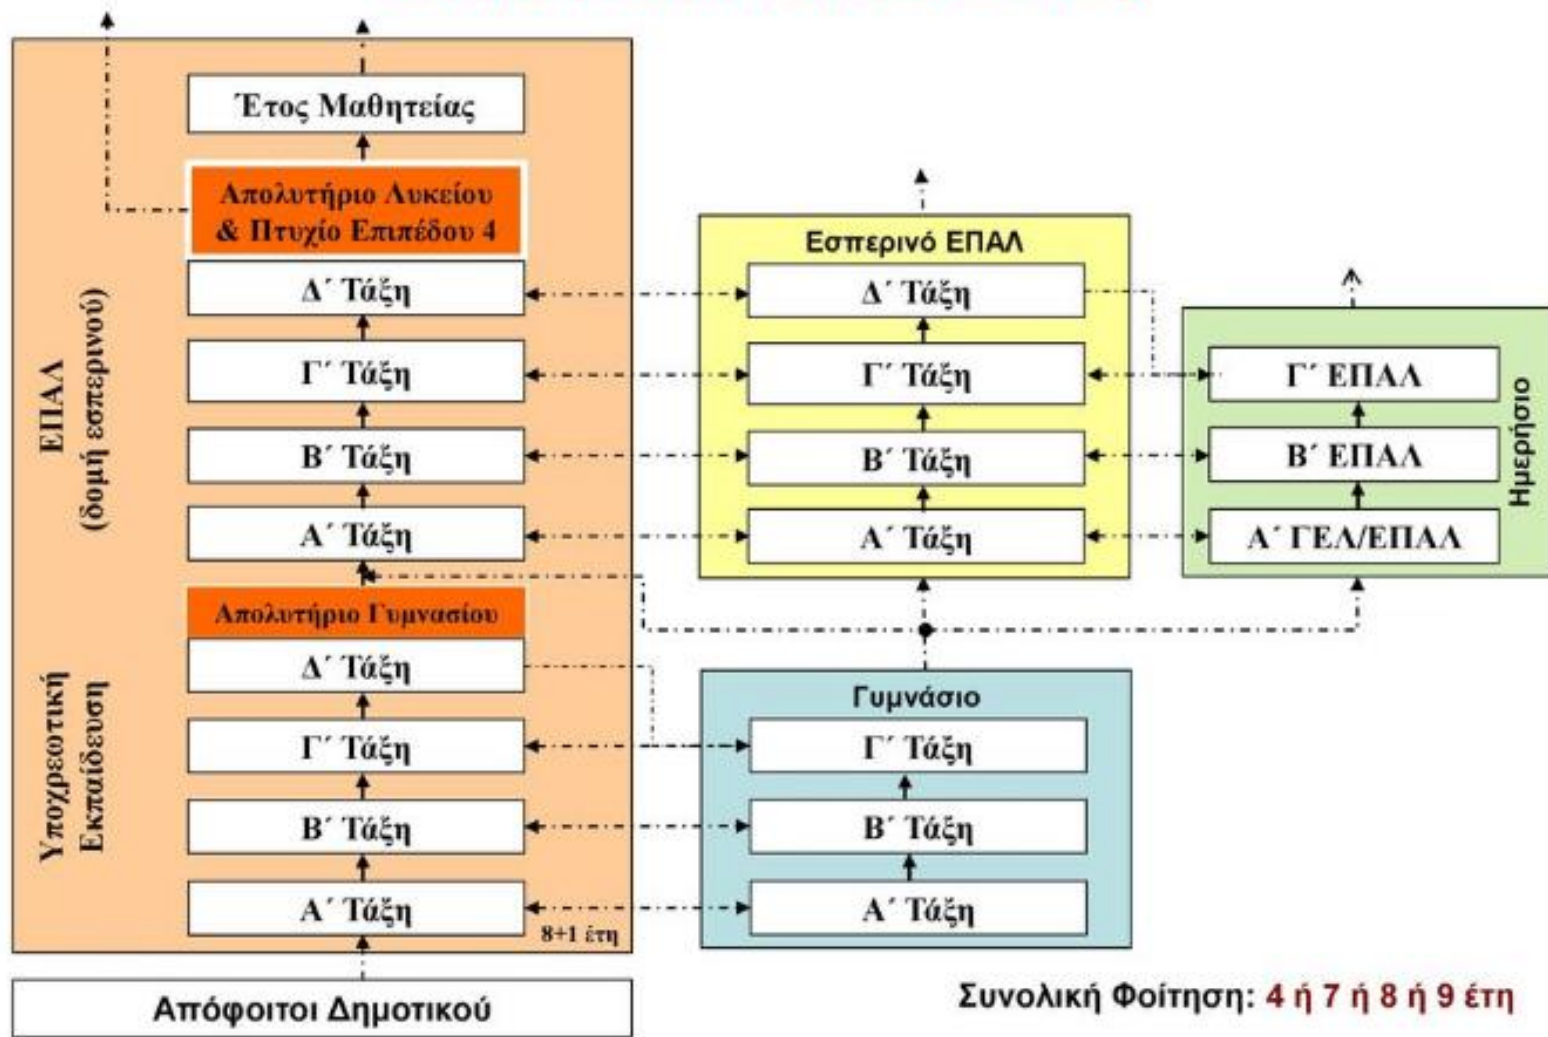 Έτος Μαθητείας
Απολυτήριο Λυκείου
& Πτυχίο Επιπέδου 4
Δ΄ Τάξη
Γ΄ Τάξη
Β΄ Τάξη
Α΄ Τάξη
ΕΠΑΛ
(δομή εσπερινού)
Απολυτήριο Γυμνασίου
Δ΄ Τάξη
Γ΄ Τάξη
Β΄ Τάξη
Α΄ Τάξη
Υποχρεωτική
Εκπαίδευση
8+1 έτη
Απόφοιτοι Δημοτικού
Εσπερινό ΕΠΑΛ
Δ΄ Τάξη
Γ΄ Τάξη
Β΄ Τάξη
Α΄ Τάξη
Γ΄ ΕΠΑΛ
Β΄ ΕΠΑΛ
Α΄ ΓΕΛ/ΕΠΑΛ
Ημερήσιο
Γυμνάσιο
Γ΄ Τάξη
Β΄ Τάξη
Α΄ Τάξη
Συνολική Φοίτηση: 4 ή 7 ή 8 ή 9 έτη